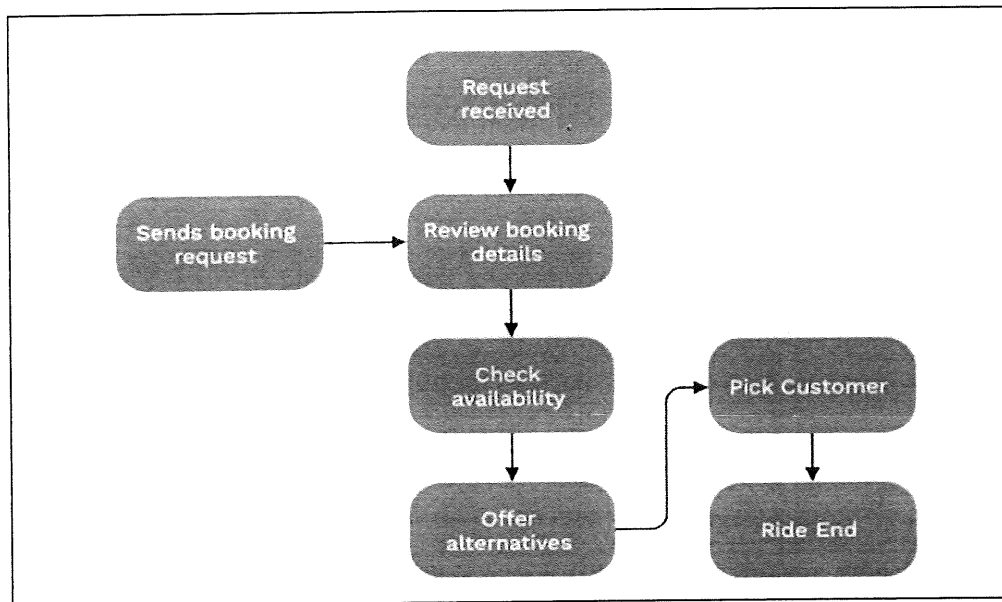 Request
received
Sends booking
request
Review booking
details
Check
availability
Pick Customer
Offer
alternatives
Ride End